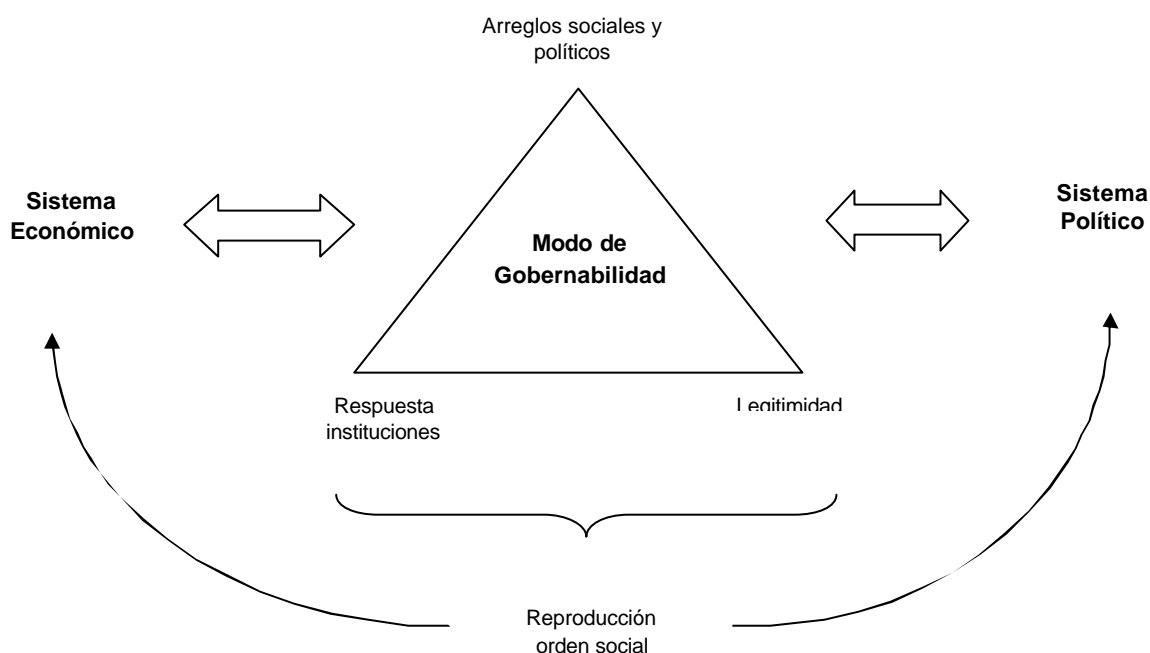 Arreglos sociales y
políticos
Sistema
Económico
Modo de
Gobernabilidad
Sistema
Político
Respuesta
instituciones
Legitimidad
Reproducción
orden social